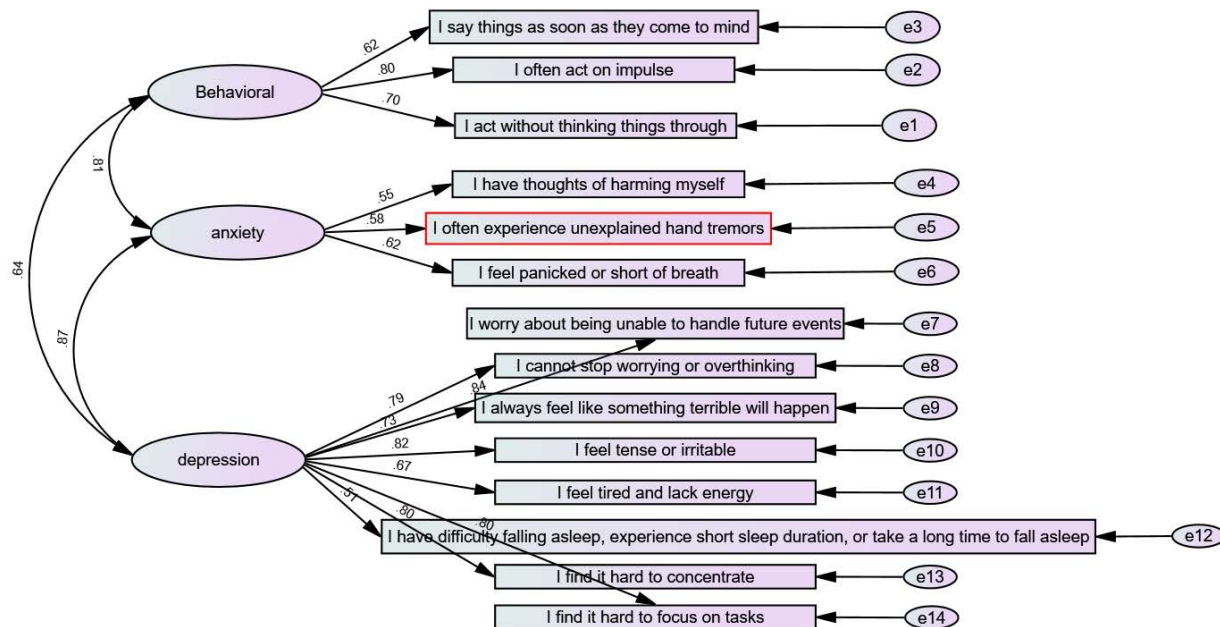 I say things as soon as they come to mind
e3
.62
I often act on impulse
e2
.80
Behavioral
.70
I act without thinking things through
e1
.81
I have thoughts of harming myself
e4
.55
anxiety
.58
I often experience unexplained hand tremors
e5
.62
I feel panicked or short of breath
e6
.64
.87
I worry about being unable to handle future events
e7
I cannot stop worrying or overthinking
e8
.79
.84
.73
I always feel like something terrible will happen
e9
depression
.82
I feel tense or irritable
e10
.67
I feel tired and lack energy
e11
.51
.80
.80
I have difficulty falling asleep, experience short sleep duration, or take a long time to fall asleep
e12
I find it hard to concentrate
e13
I find it hard to focus on tasks
e14